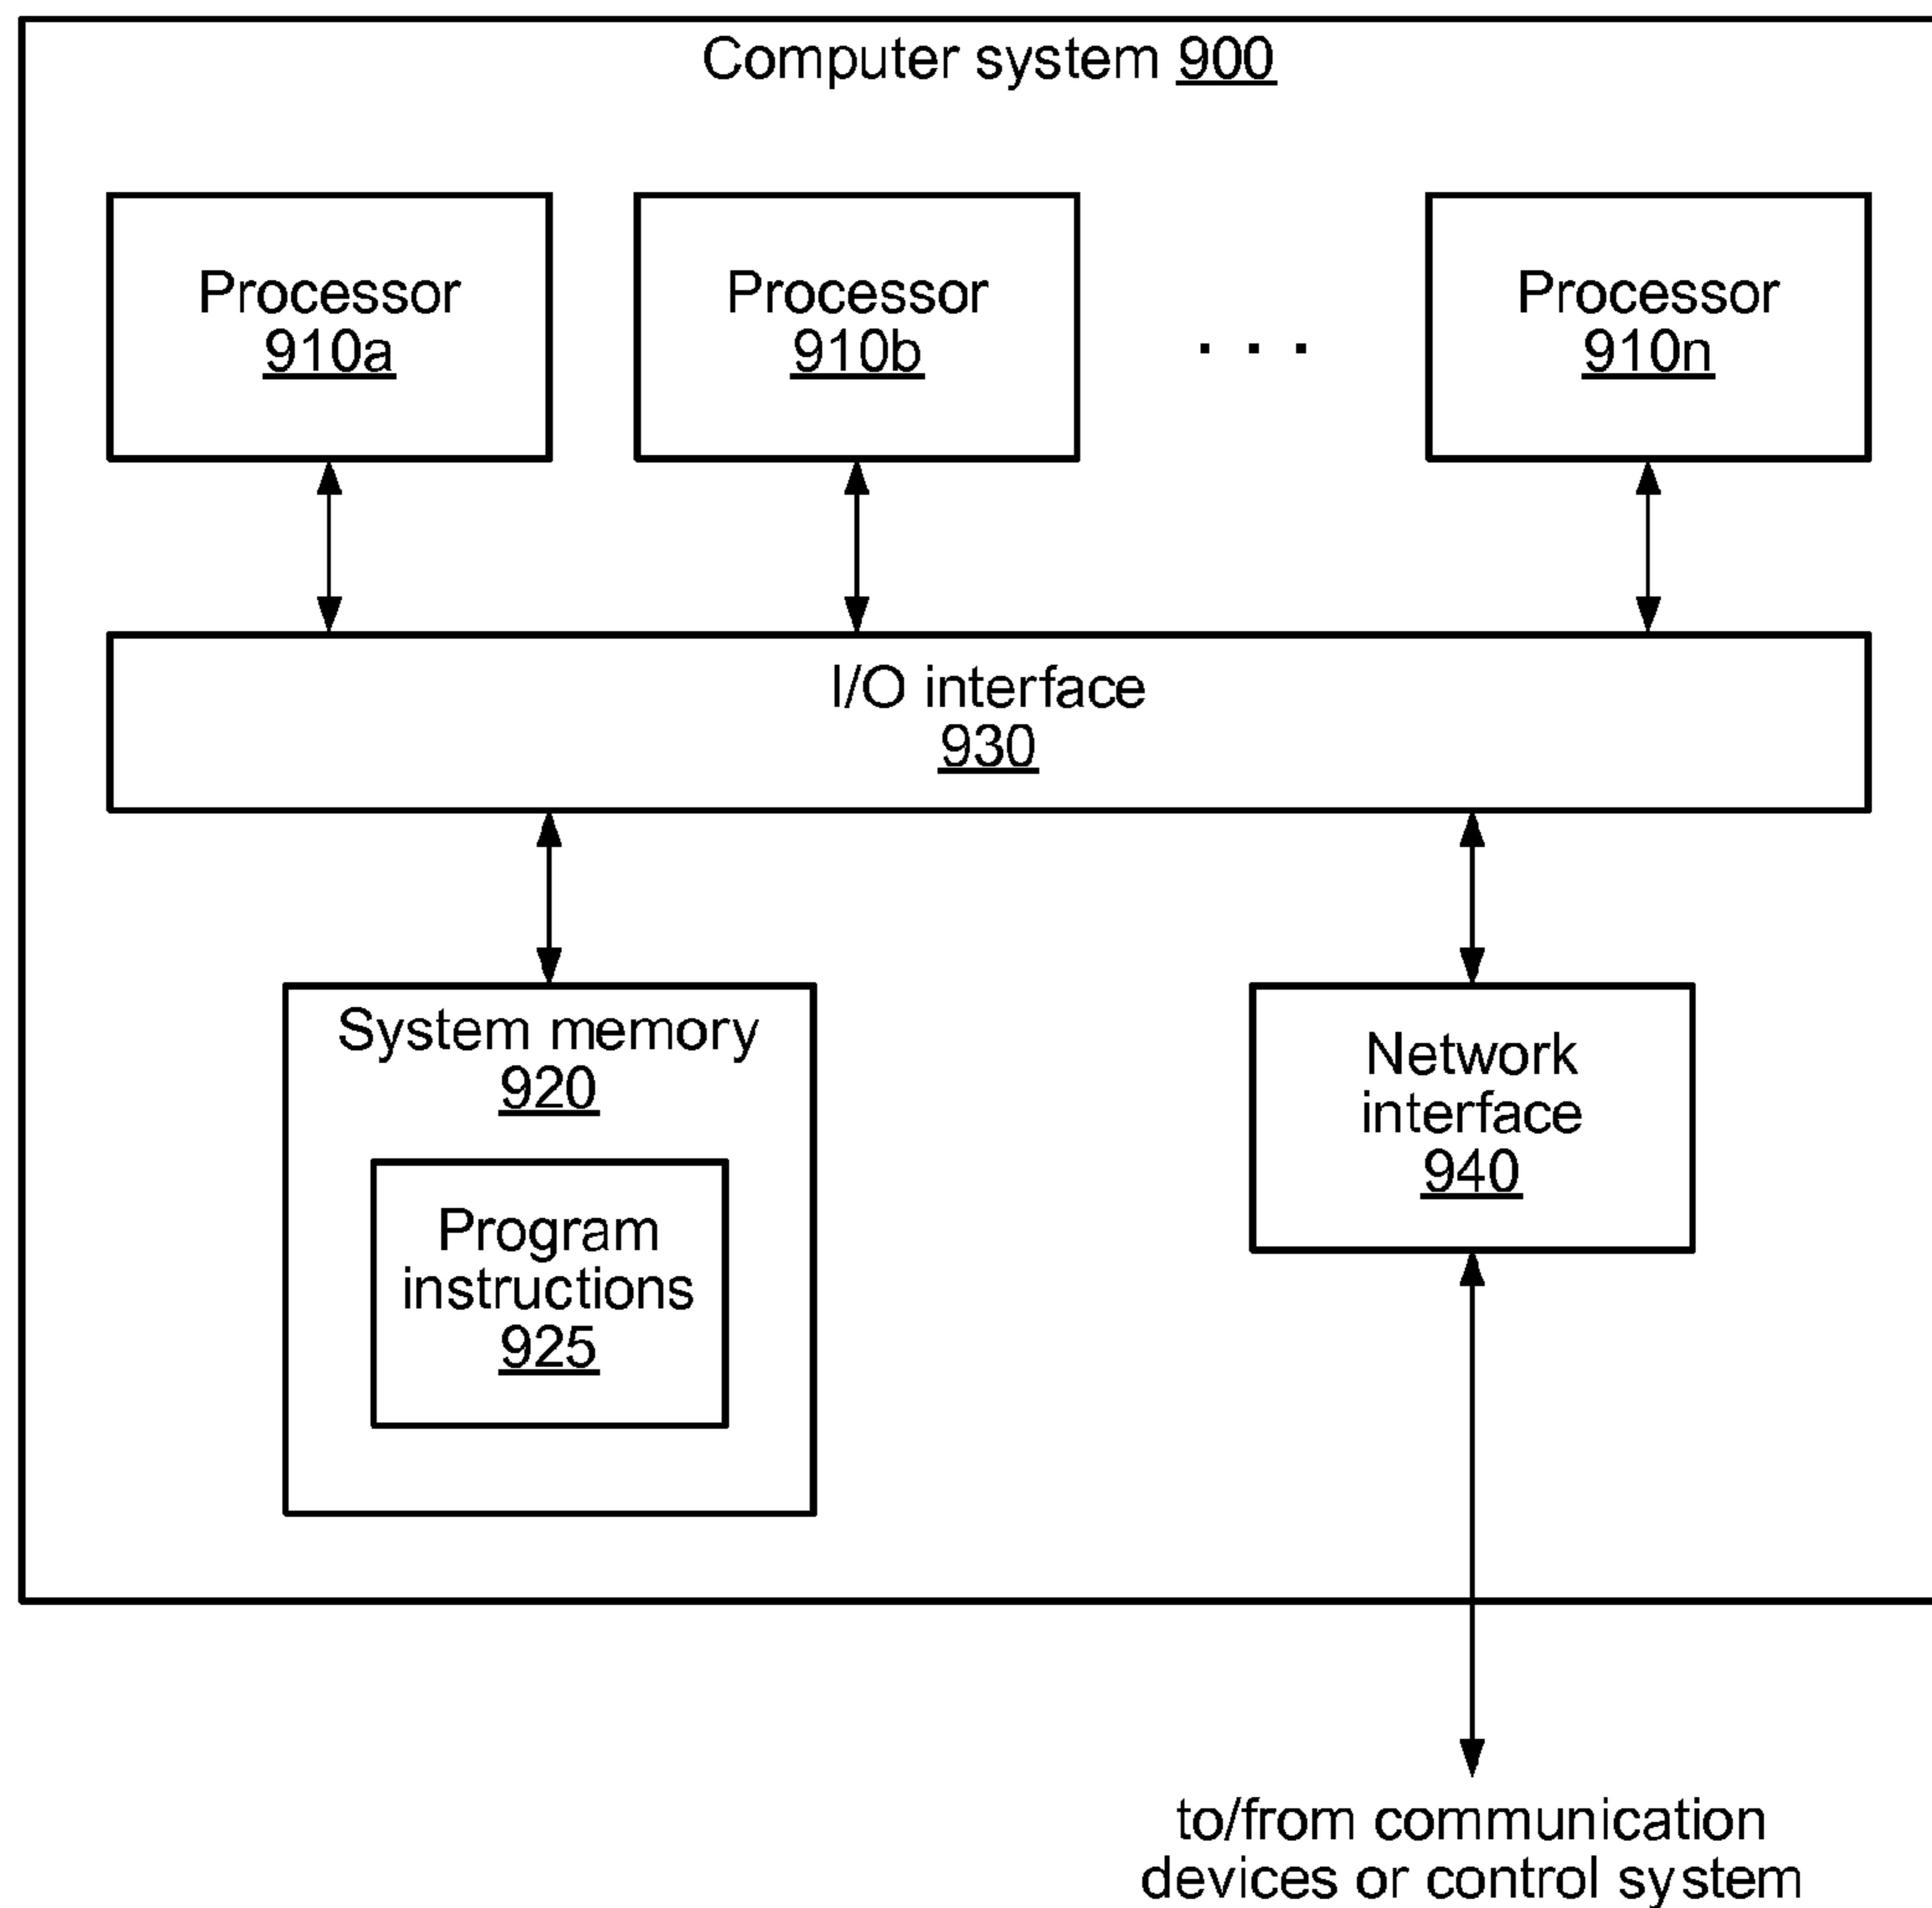 Computer system 900
Processor
910a
Processor
910b
. . .
Processor
910n
I/O interface
930
System memory
920
Program
instructions
925
Network
interface
940
to/from communication
devices or control system